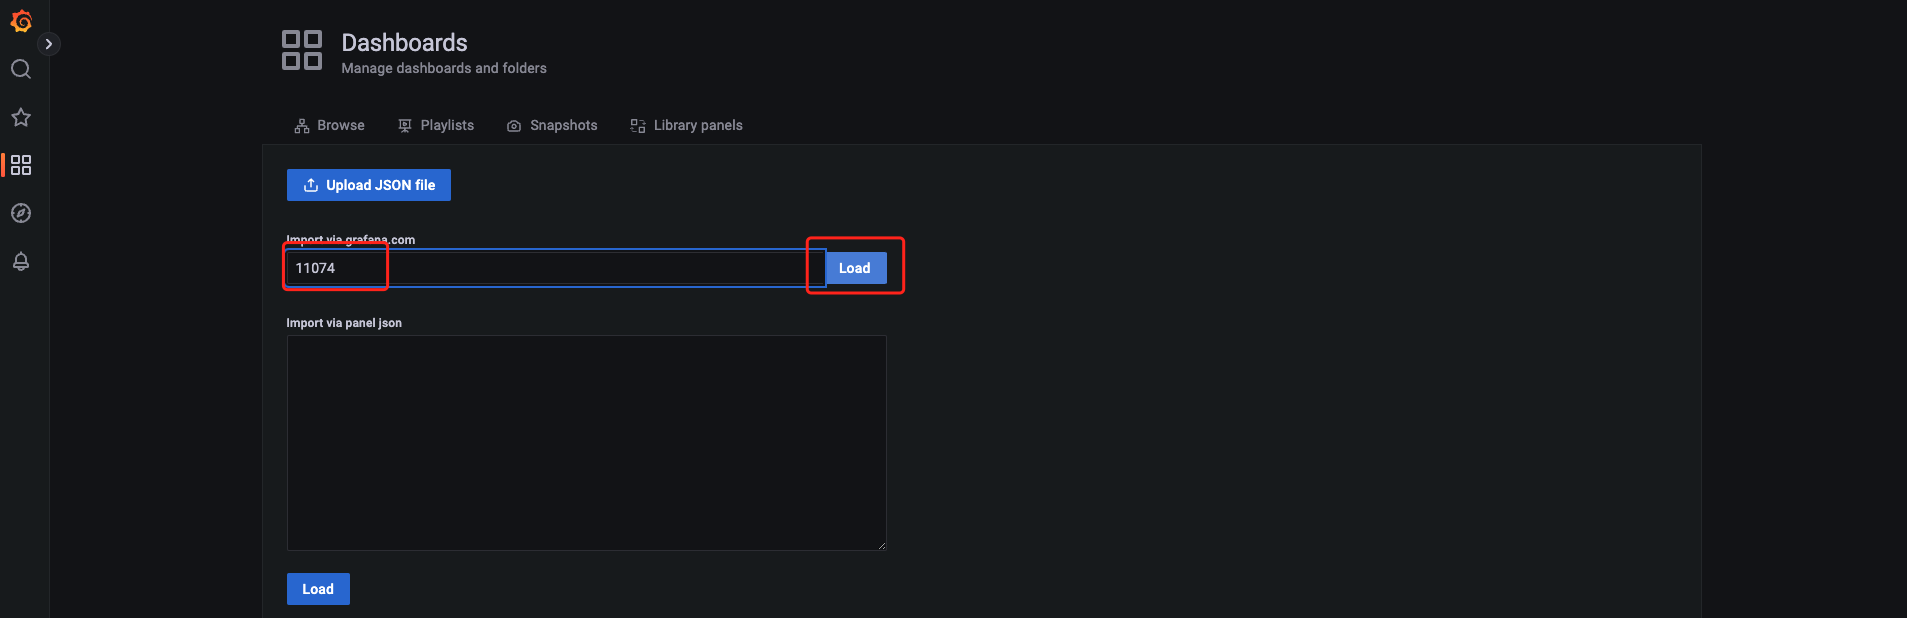 Dashboards
Manage dashboards and folders
Browse Playlists Snapshots Library panels
Upload JSON file
Import via grafana.com
11074 Load
Import via panel json
Load